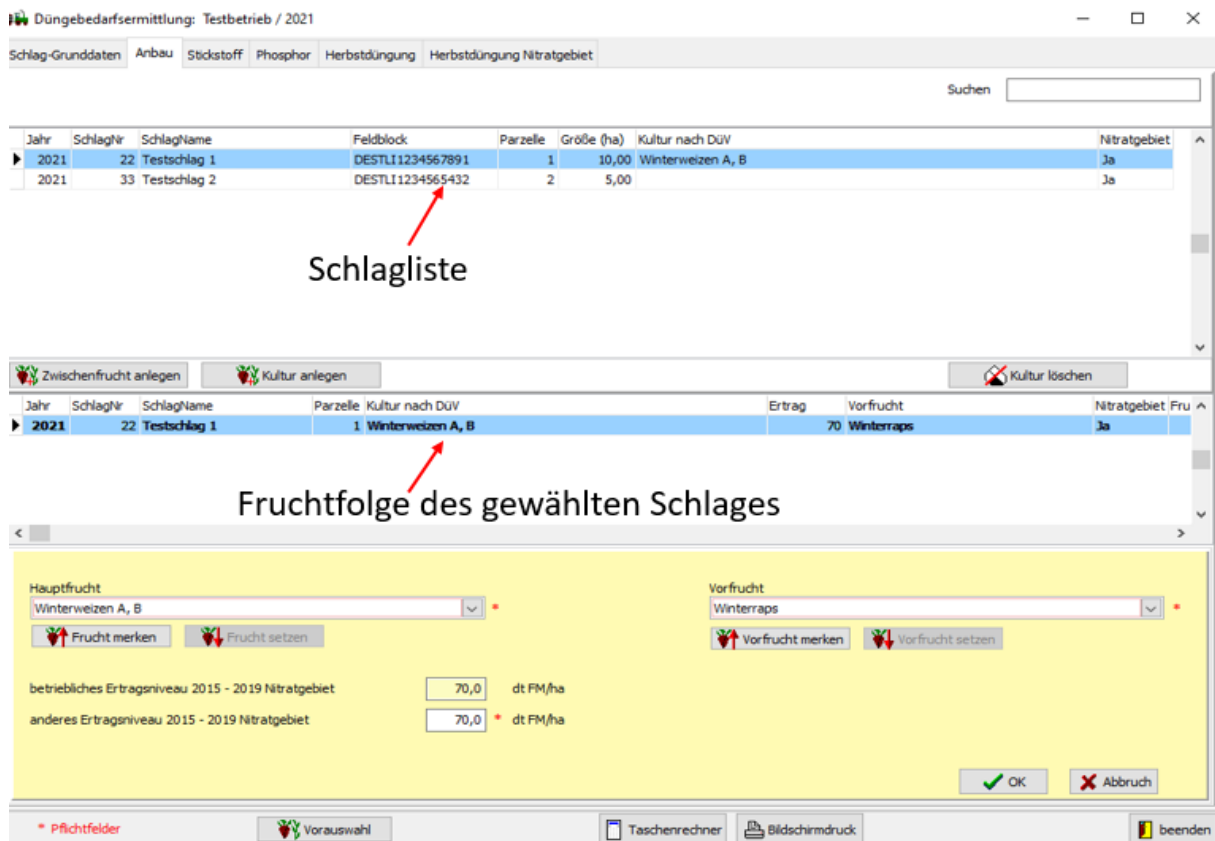 Düngebedarfsermittlung: Testbetrieb / 2021
Schlag-Grunddaten Anbau Stickstoff Phosphor Herbstdüngung Herbstdüngung Nitratgebiet
Suchen
Jahr SchlagNr SchlagName Feldblock Parzelle Größe (ha) Kultur nach DüV Nitratgebiet
2021 22 Testschlag 1 DESTLI1234567891 1 10,00 Winterweizen A, B Ja
2021 33 Testschlag 2 DESTLI1234565432 2 5,00 Ja
Schlagliste
Zwischenfrucht anlegen Kultur anlegen Kultur löschen
Jahr SchlagNr SchlagName Parzelle Kultur nach DüV Ertrag Vorfrucht Nitratgebiet Fru
2021 22 Testschlag 1 1 Winterweizen A, B 70 Winterraps Ja
Fruchtfolge des gewählten Schlages
Hauptfrucht Vorfrucht
Winterweizen A, B * Winterraps *
Frucht merken Frucht setzen Vorfrucht merken Vorfrucht setzen
betriebliches Ertragsniveau 2015 - 2019 Nitratgebiet 70,0 dt FM/ha
anderes Ertragsniveau 2015 - 2019 Nitratgebiet 70,0 * dt FM/ha
OK Abbruch
* Pflichtfelder Vorauswahl Taschenrechner Bildschirmdruck beenden